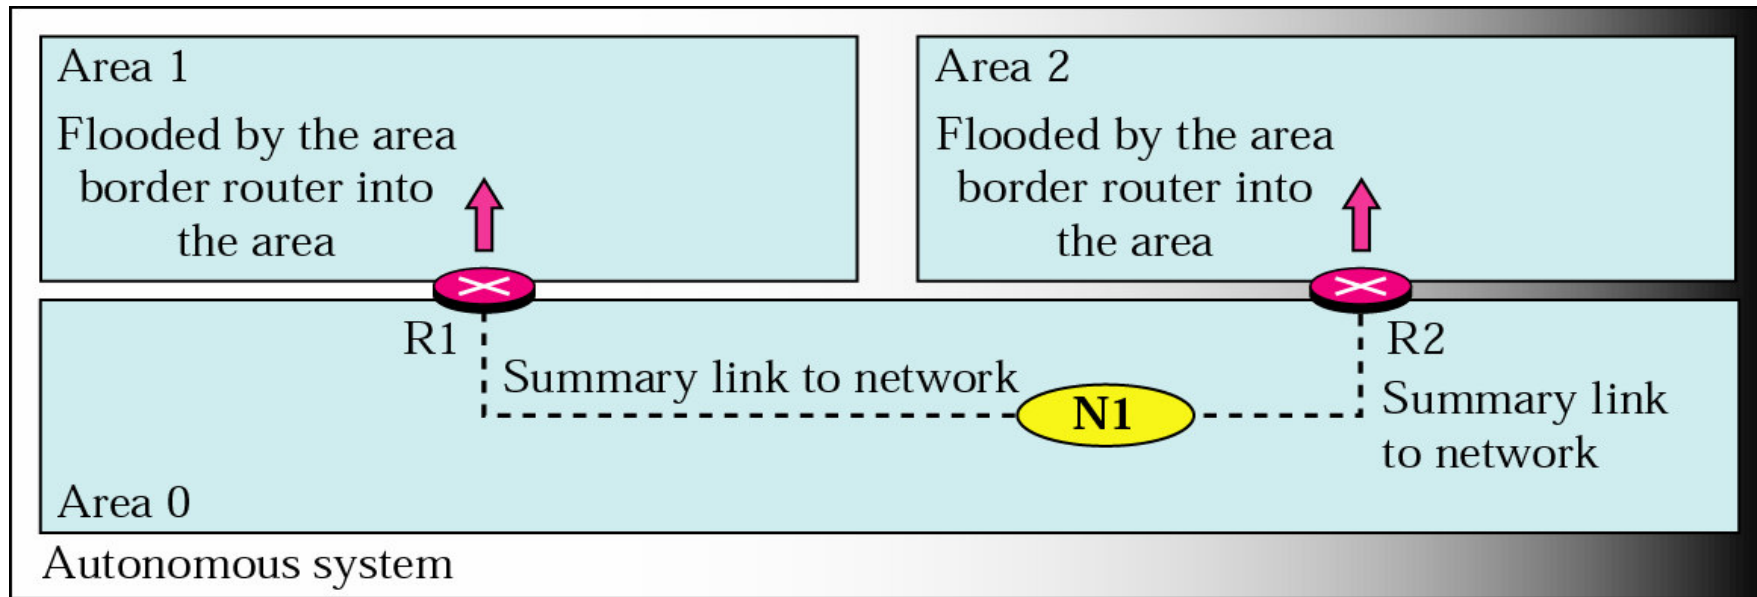 Area 1
Flooded by the area
border router into
the area
Area 2
Flooded by the area
border router into
the area
R1
R2
Summary link to network
N1
Summary link
to network
Area 0
Autonomous system